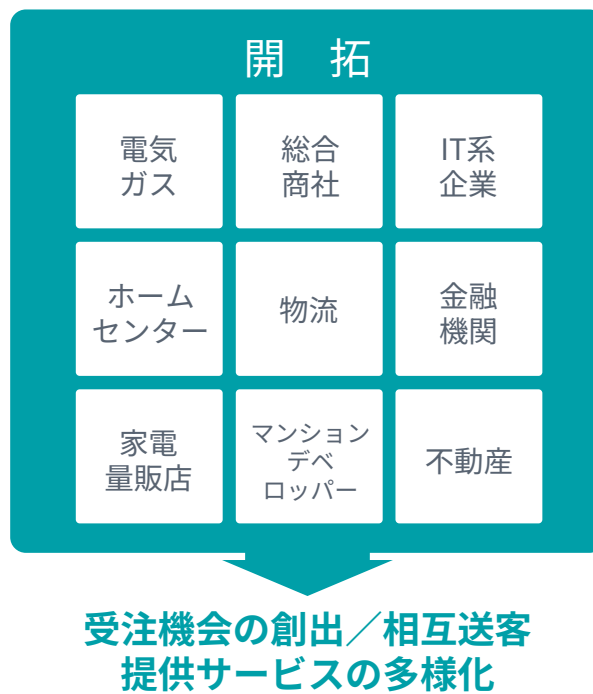 開 拓
電気
ガス
総合
商社
IT系
企業
ホーム
センター
物流
金融
機関
家電
量販店
マンション
デベ
ロッパー
不動産
受注機会の創出／相互送客
提供サービスの多様化